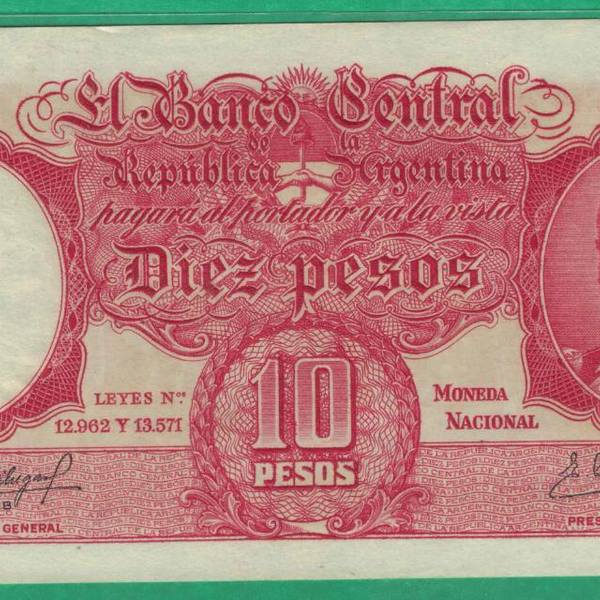 El Banco Central
de la
República Argentina
pagará al portador y a la vista
Diez pesos
LEYES Nos
12.962 Y 13.571
MONEDA
NACIONAL
10
PESOS
B
GENERAL
PRES